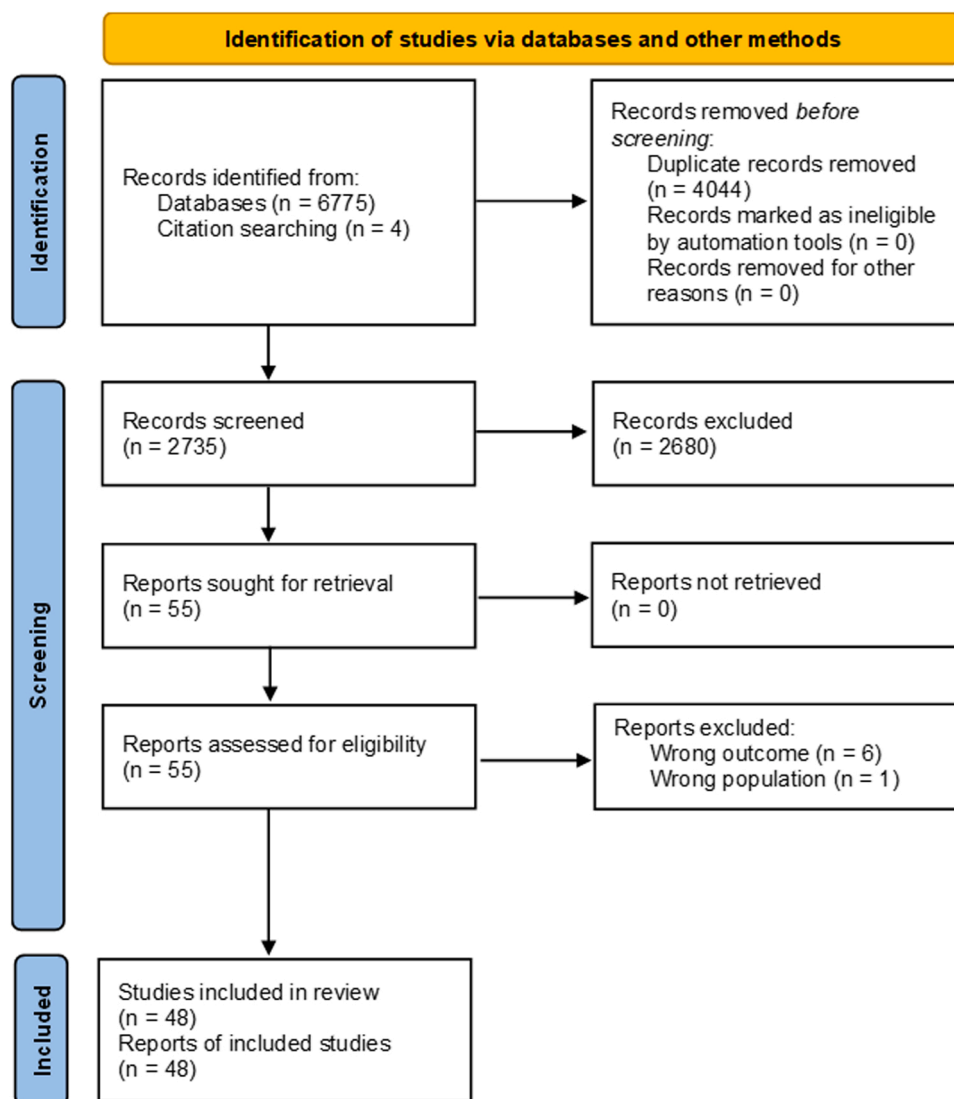 Identification of studies via databases and other methods
Identification
Records identified from:
Databases (n = 6775)
Citation searching (n = 4)
Records removed before
screening:
Duplicate records removed
(n = 4044)
Records marked as ineligible
by automation tools (n = 0)
Records removed for other
reasons (n = 0)
Screening
Records screened
(n = 2735)
Records excluded
(n = 2680)
Reports sought for retrieval
(n = 55)
Reports not retrieved
(n = 0)
Reports assessed for eligibility
(n = 55)
Reports excluded:
Wrong outcome (n = 6)
Wrong population (n = 1)
Included
Studies included in review
(n = 48)
Reports of included studies
(n = 48)